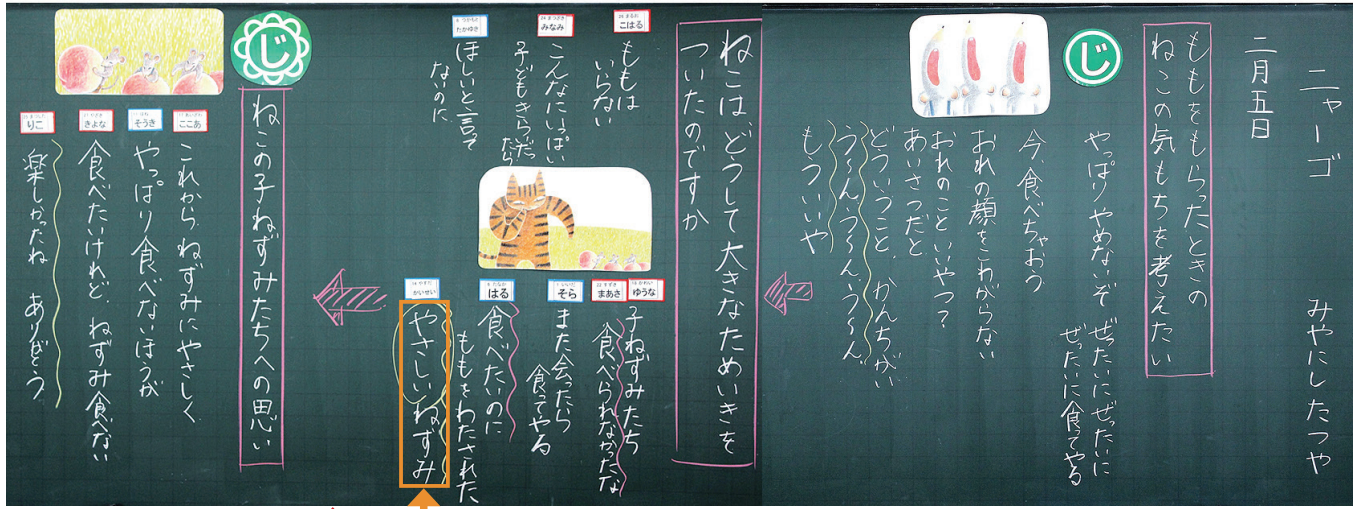 ニャーゴ
みやにしたつや
二月五日
ももをもらったときの
ねこの気もちを考えたい
じ
やっぱりやめないぞ
ぜったいにぜったいに
ぜったいに食ってやる
今、食べちゃおう
おれの顔をこわがらない
おれのこといいやつ?
あいさつだと
どういうこと、かんちがい
う~ん、う~ん、う~ん
もういいや
ねこはどうして大きなためいきを
ついたのですか
こはる
ももは
いらない
みなみ
こんなにいっぱい
子どもきらいだったら
たかゆき
ほしいと言って
ないのに
ゆうな
子ねずみたち
まあさ
食べられなかったな
そら
また会ったら
食ってやる
はる
食べたいのに
ももをわたされた
かいせい
やさしいねずみ
じ
ねこの子ねずみたちへの思い
ここあ
これから、ねずみにやさしく
そうき
やっぱり食べないほうが
きよな
食べたいけれど、ねずみ食べない
りこ
楽しかったね ありがとう